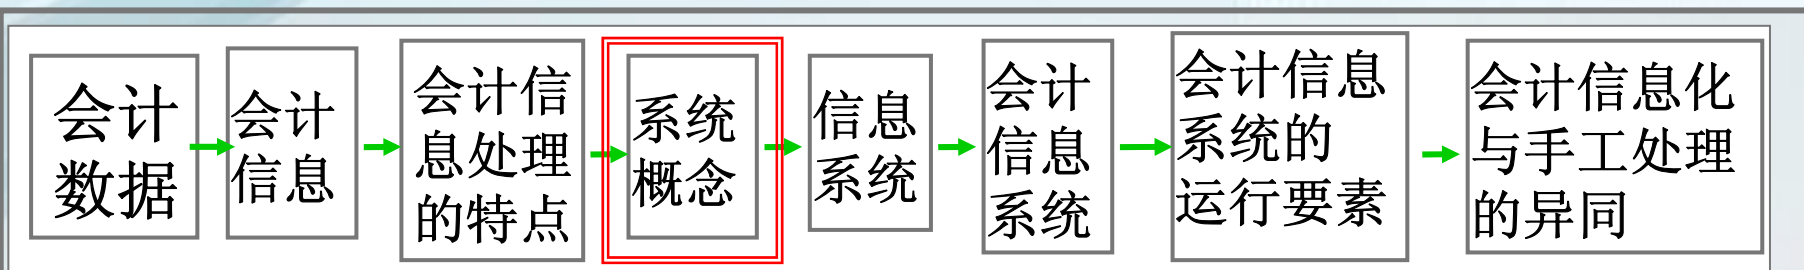 会计
数据
会计
信息
会计信
息处理
的特点
系统
概念
信息
系统
会计
信息
系统
会计信息
系统的
运行要素
会计信息化
与手工处理
的异同